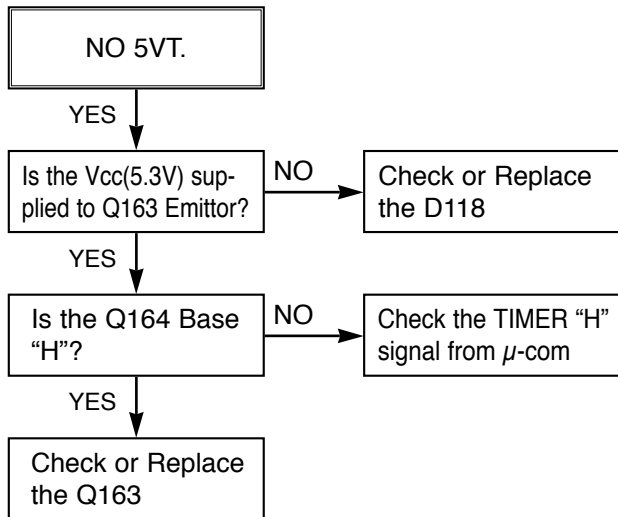 NO 5VT.
YES
Is the Vcc(5.3V) sup-
plied to Q163 Emittor?
NO
Check or Replace
the D118
YES
Is the Q164 Base
“H”?
NO
Check the TIMER “H”
signal from µ-com
YES
Check or Replace
the Q163